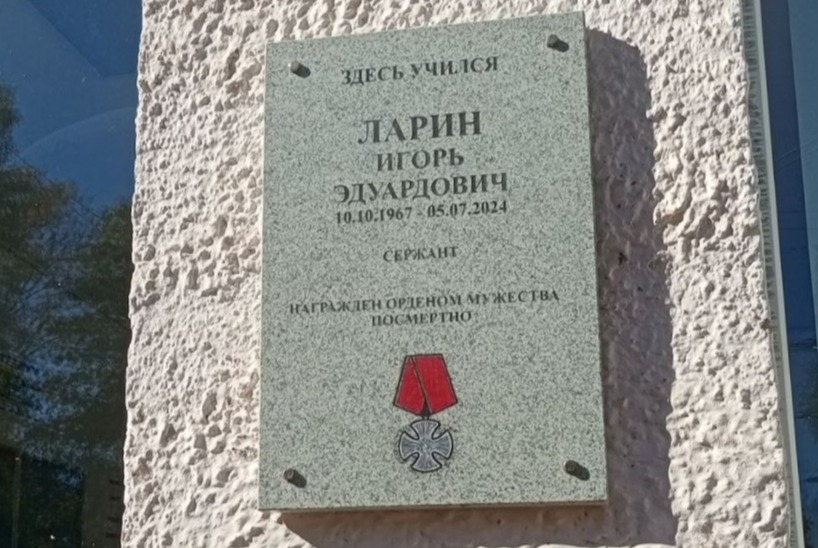 ЗДЕСЬ УЧИЛСЯ
ЛАРИН
ИГОРЬ
ЭДУАРДОВИЧ
10.10.1967 - 05.07.2024
СЕРЖАНТ
НАГРАЖДЕН ОРДЕНОМ МУЖЕСТВА
ПОСМЕРТНО